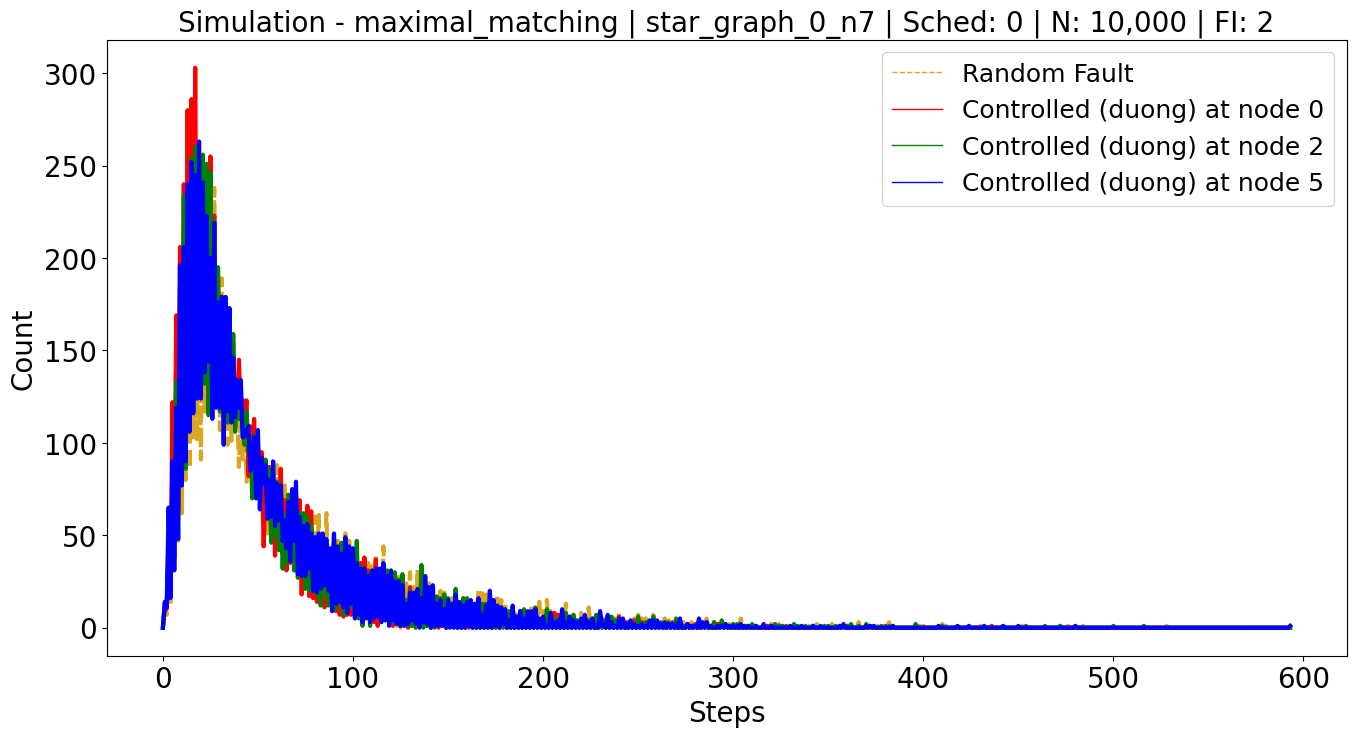 Simulation - maximal_matching | star_graph_0_n7 | Sched: 0 | N: 10,000 | FI: 2
Random Fault
Controlled (duong) at node 0
Controlled (duong) at node 2
Controlled (duong) at node 5
Count
300
250
200
150
100
50
0
0 100 200 300 400 500 600
Steps